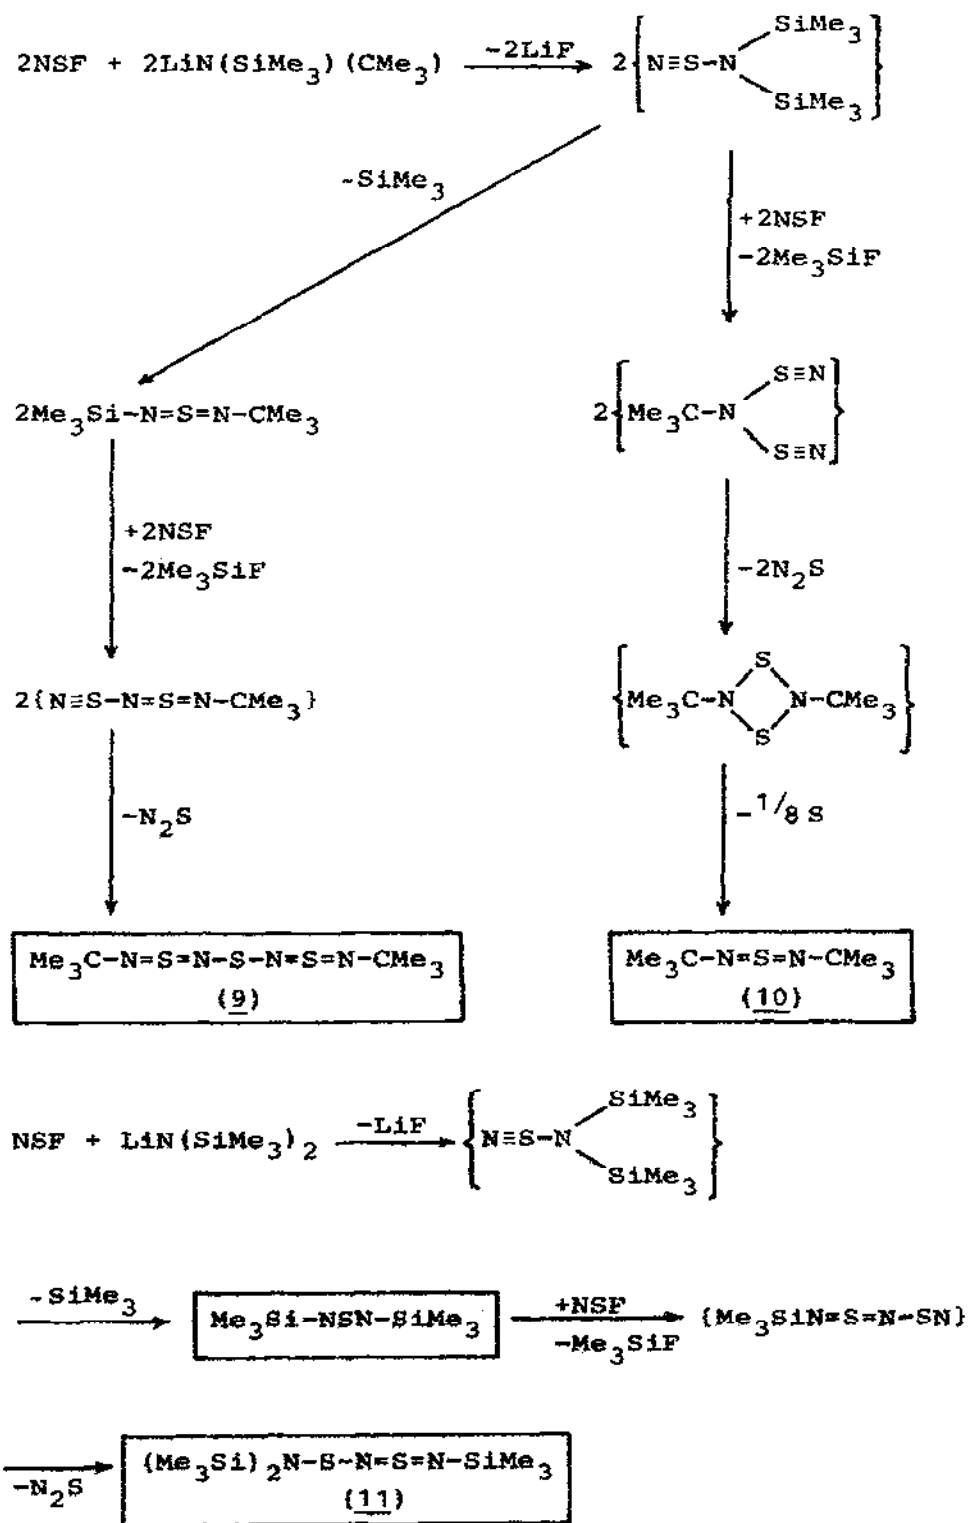 2NSF + 2LiN(SiMe₃)(CMe₃) -2LiF 2{N≡S-N SiMe₃ SiMe₃}
~SiMe₃
+2NSF
-2Me₃SiF
2Me₃Si-N=S=N-CMe₃
2{Me₃C-N S≡N S≡N}
+2NSF
-2Me₃SiF
-2N₂S
2{N≡S-N=S=N-CMe₃}
{Me₃C-N S S N-CMe₃}
-N₂S
-1/8 S
Me₃C-N=S=N-S-N=S=N-CMe₃
(9)
Me₃C-N=S=N-CMe₃
(10)
NSF + LiN(SiMe₃)₂ -LiF {N≡S-N SiMe₃ SiMe₃}
~SiMe₃ Me₃Si-NSN-SiMe₃ +NSF -Me₃SiF {Me₃SiN=S=N-SN}
-N₂S (Me₃Si)₂N-S-N=S=N-SiMe₃
(11)